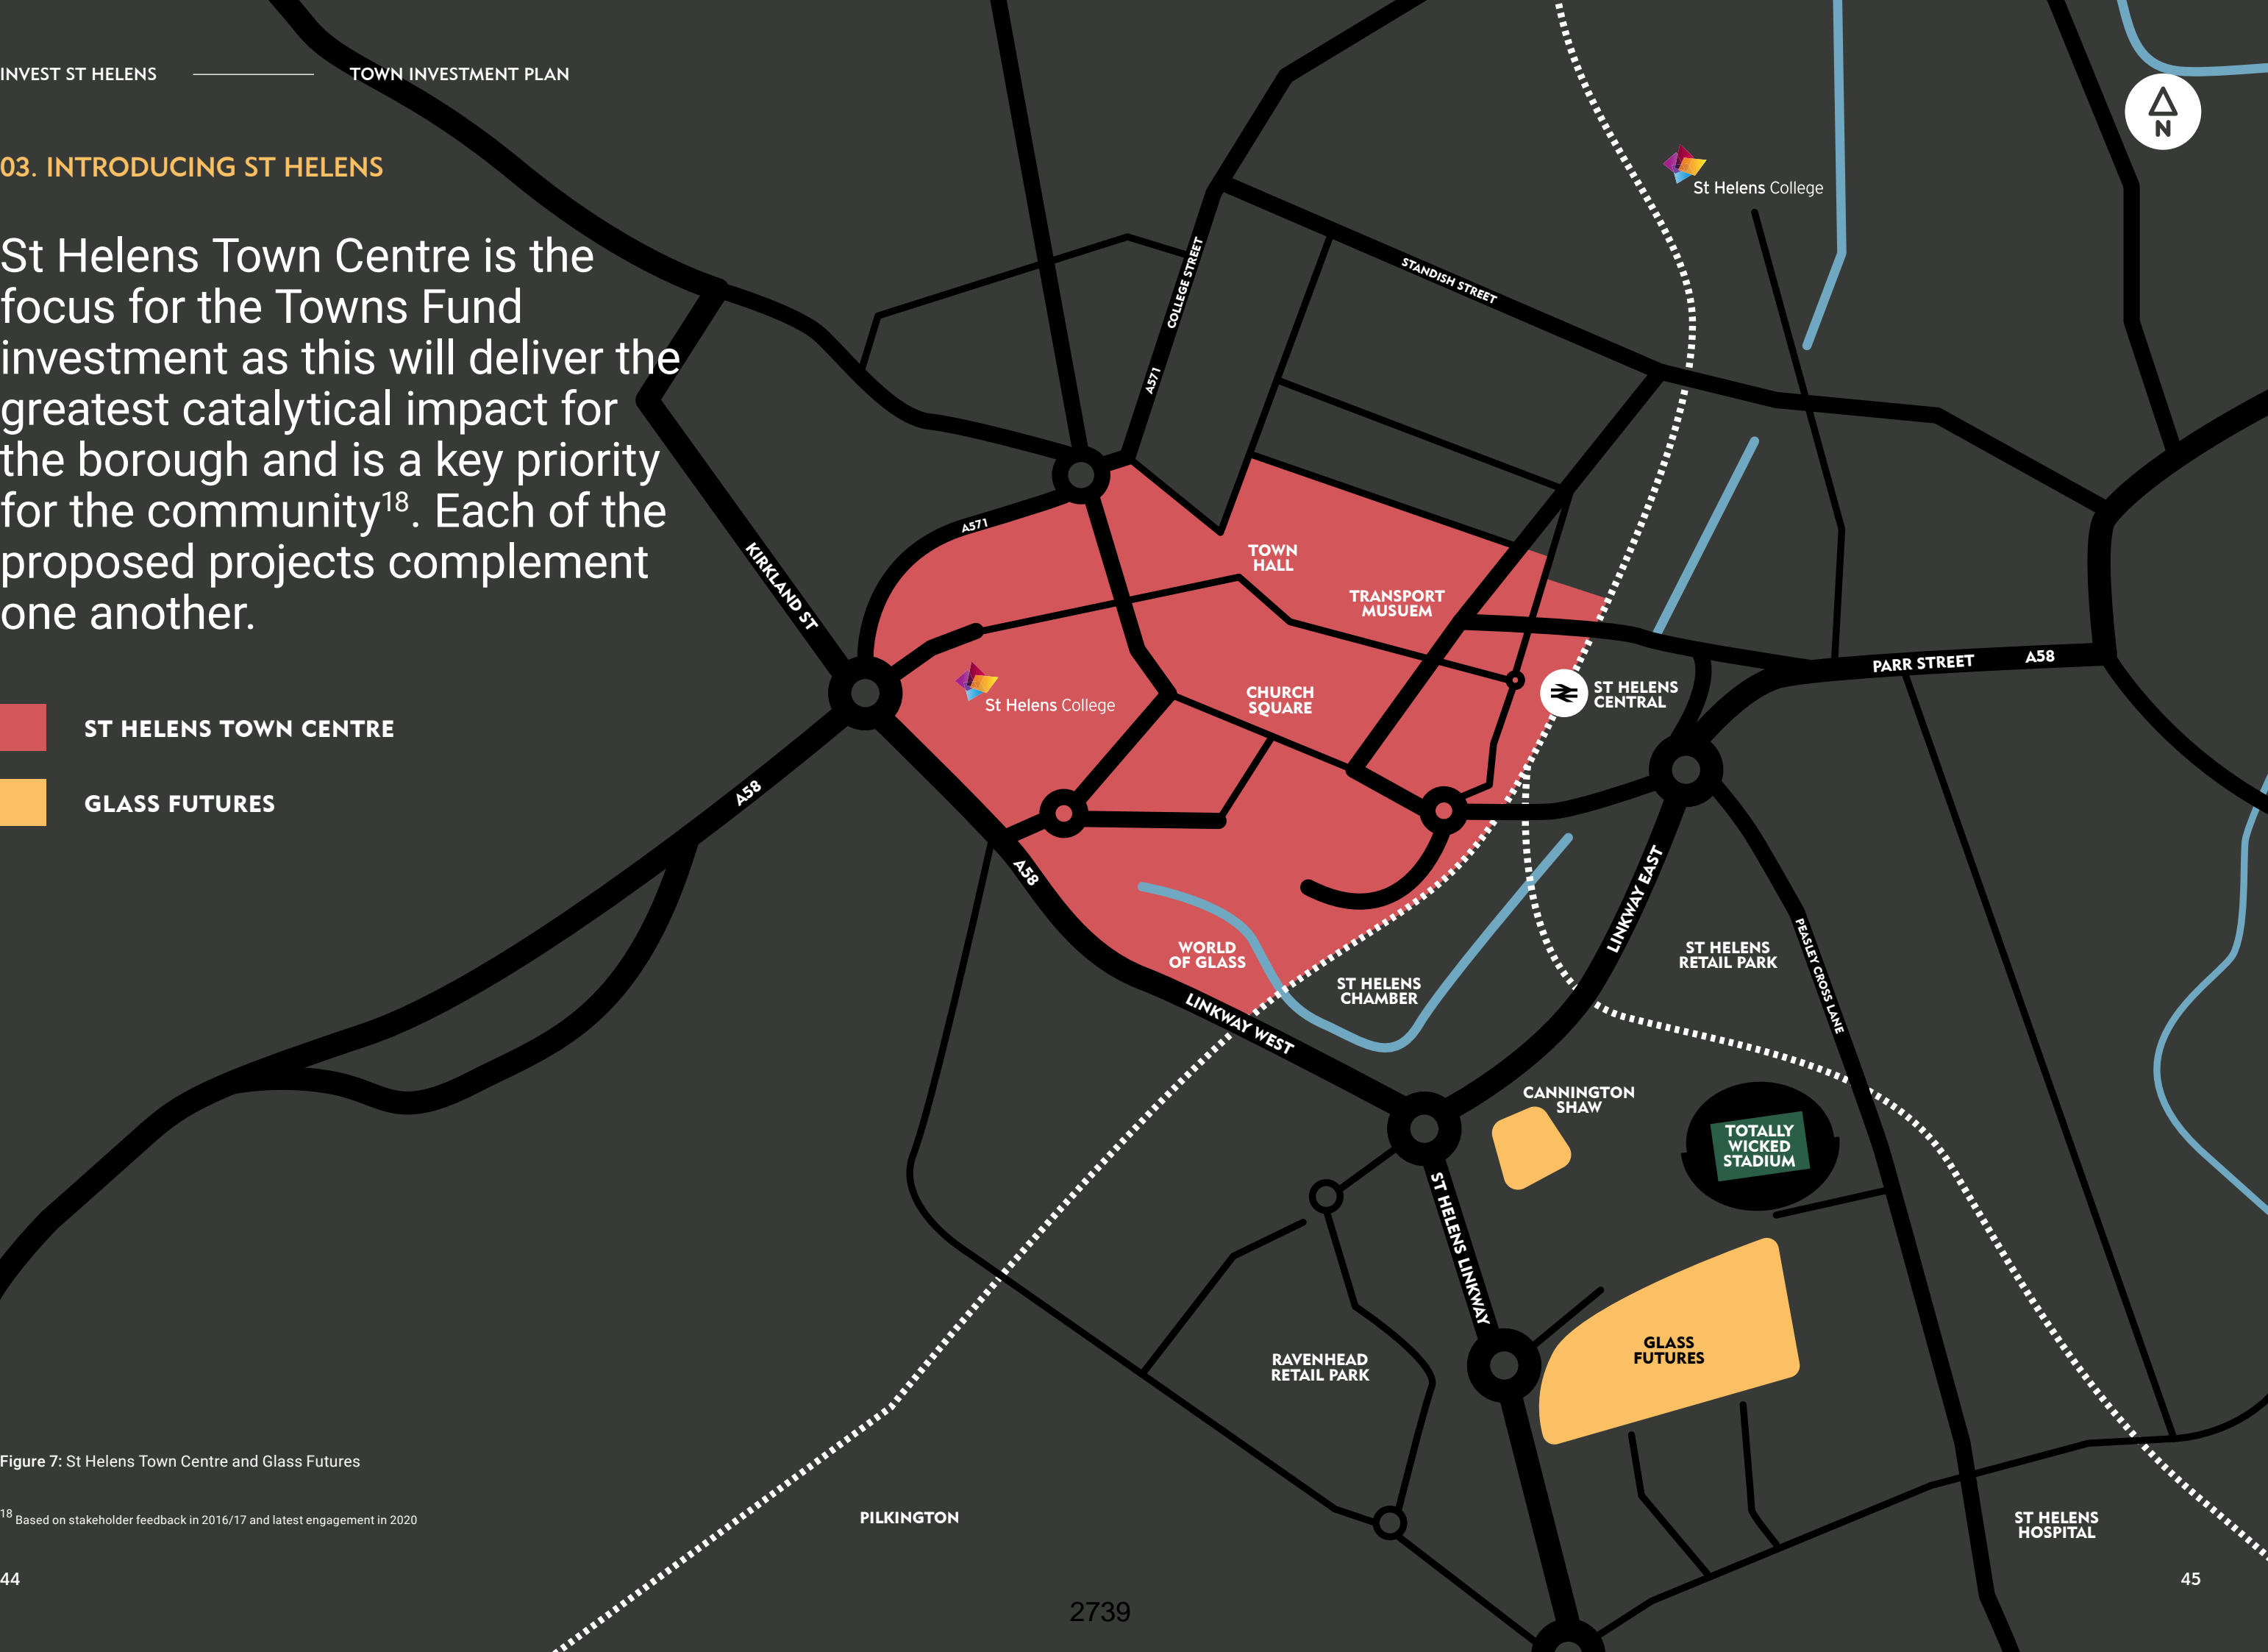 INVEST ST HELENS
TOWN INVESTMENT PLAN
03. INTRODUCING ST HELENS
St Helens Town Centre is the
focus for the Towns Fund
investment as this will deliver the
greatest catalytical impact for
the borough and is a key priority
for the community18. Each of the
proposed projects complement
one another.
ST HELENS TOWN CENTRE
GLASS FUTURES
Figure 7: St Helens Town Centre and Glass Futures
18 Based on stakeholder feedback in 2016/17 and latest engagement in 2020
44
N
St Helens College
COLLEGE STREET
STANDISH STREET
A571
A571
KIRKLAND ST
TOWN
HALL
TRANSPORT
MUSUEM
St Helens College
CHURCH
SQUARE
ST HELENS
CENTRAL
PARR STREET
A58
A58
A58
LINKWAY EAST
WORLD
OF GLASS
ST HELENS
CHAMBER
ST HELENS
RETAIL PARK
PEASLEY CROSS LANE
LINKWAY WEST
CANNINGTON
SHAW
TOTALLY
WICKED
STADIUM
ST HELENS LINKWAY
RAVENHEAD
RETAIL PARK
GLASS
FUTURES
PILKINGTON
ST HELENS
HOSPITAL
45
2739